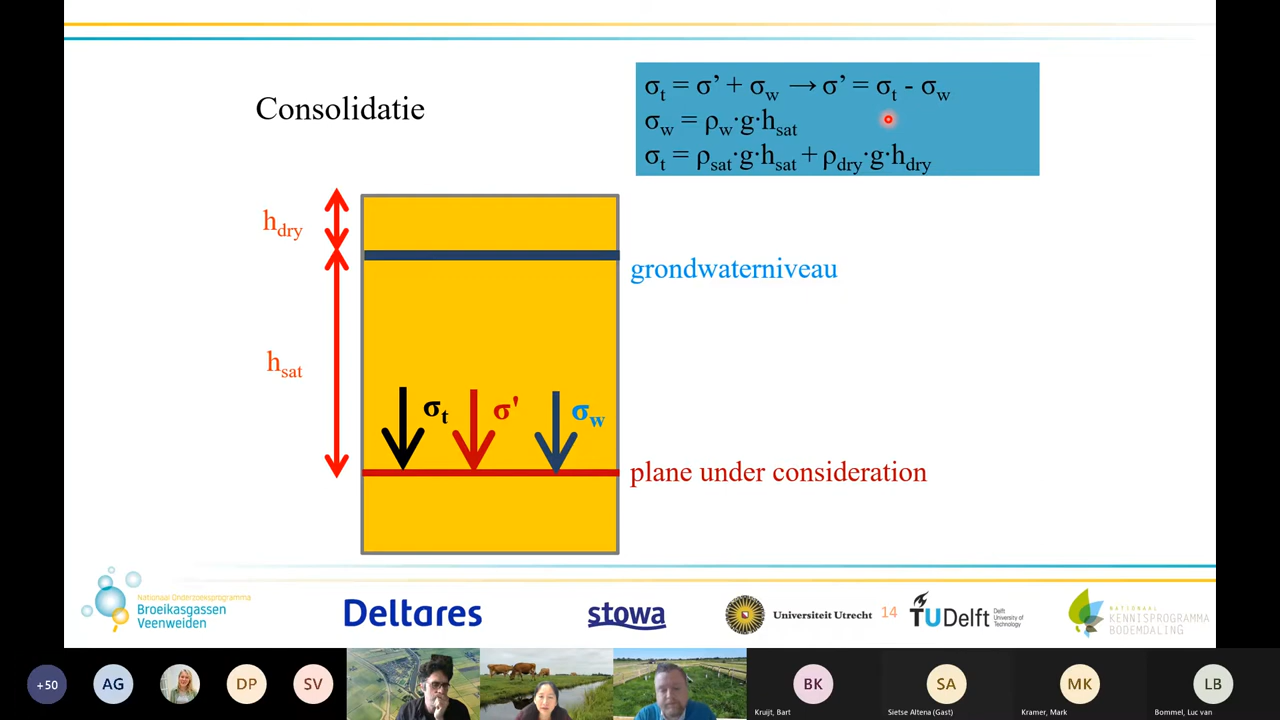 σt = σ’ + σw → σ’ = σt - σw
Consolidatie
σw = ρw·g·hsat
σt = ρsat·g·hsat + ρdry·g·hdry
hdry
grondwaterniveau
hsat
σt
σ'
σw
plane under consideration
Nationaal Onderzoeksprogramma
Broeikasgassen
Veenweiden
Deltares
stowa
Universiteit Utrecht
14
TUDelft
Delft
University of
Technology
NATIONAAL
KENNISPROGRAMMA
BODEMDALING
+50
AG
DP
SV
BK
Kruijt, Bart
SA
Sietse Altena (Gast)
MK
Kramer, Mark
LB
Bommel, Luc van